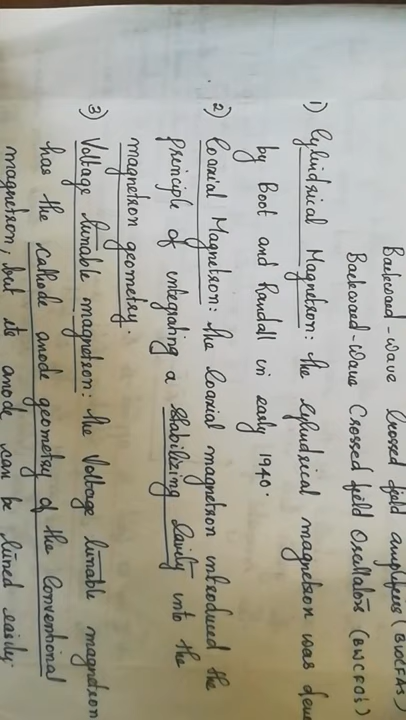 Backward-wave Crossed field amplifiers (BWCFA's)
Backward-Wave Crossed field Oscillators (BWCFO's)
1) Cylindrical Magnetron: The cylindrical magnetron was
by Boot and Randall in early 1940.
2) Coaxial Magnetron: The Coaxial magnetron introduced the
principle of integrating a stabilizing Cavity into the
magnetron geometry.
3) Voltage tunable magnetron: the Voltage tunable magnetron
has the cathode anode geometry of the Conventional
magnetron, but its anode can be tuned easily.